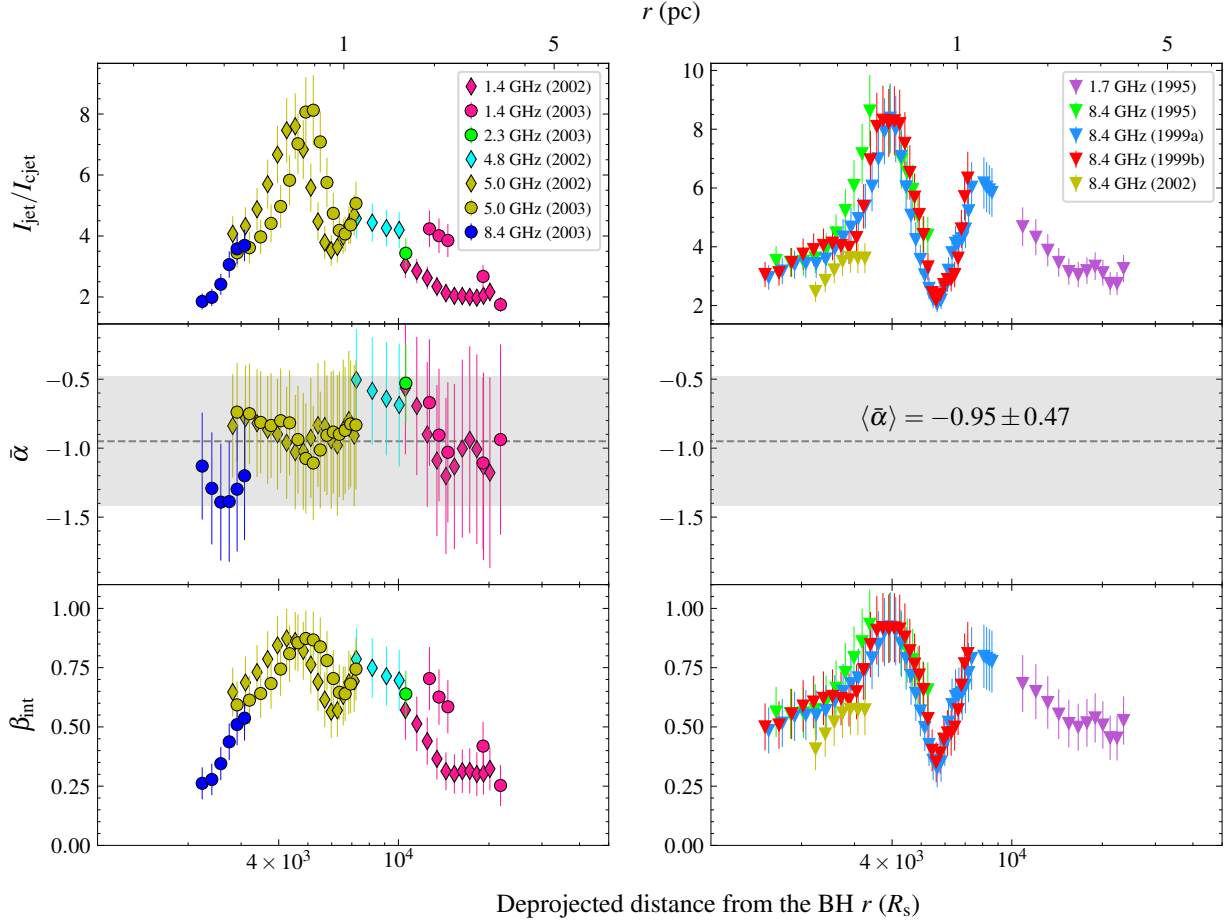 r (pc)
1 5
1 5
I_jet/I_cjet
8
6
4
2
1.4 GHz (2002)
1.4 GHz (2003)
2.3 GHz (2003)
4.8 GHz (2002)
5.0 GHz (2002)
5.0 GHz (2003)
8.4 GHz (2003)
10
8
6
4
2
1.7 GHz (1995)
8.4 GHz (1995)
8.4 GHz (1999a)
8.4 GHz (1999b)
8.4 GHz (2002)
ᾱ
−0.5
−1.0
−1.5
−0.5
−1.0
−1.5
⟨ᾱ⟩ = −0.95 ± 0.47
β_int
1.00
0.75
0.50
0.25
0.00
1.00
0.75
0.50
0.25
0.00
4 × 10³ 10⁴
4 × 10³ 10⁴
Deprojected distance from the BH r (R_s)